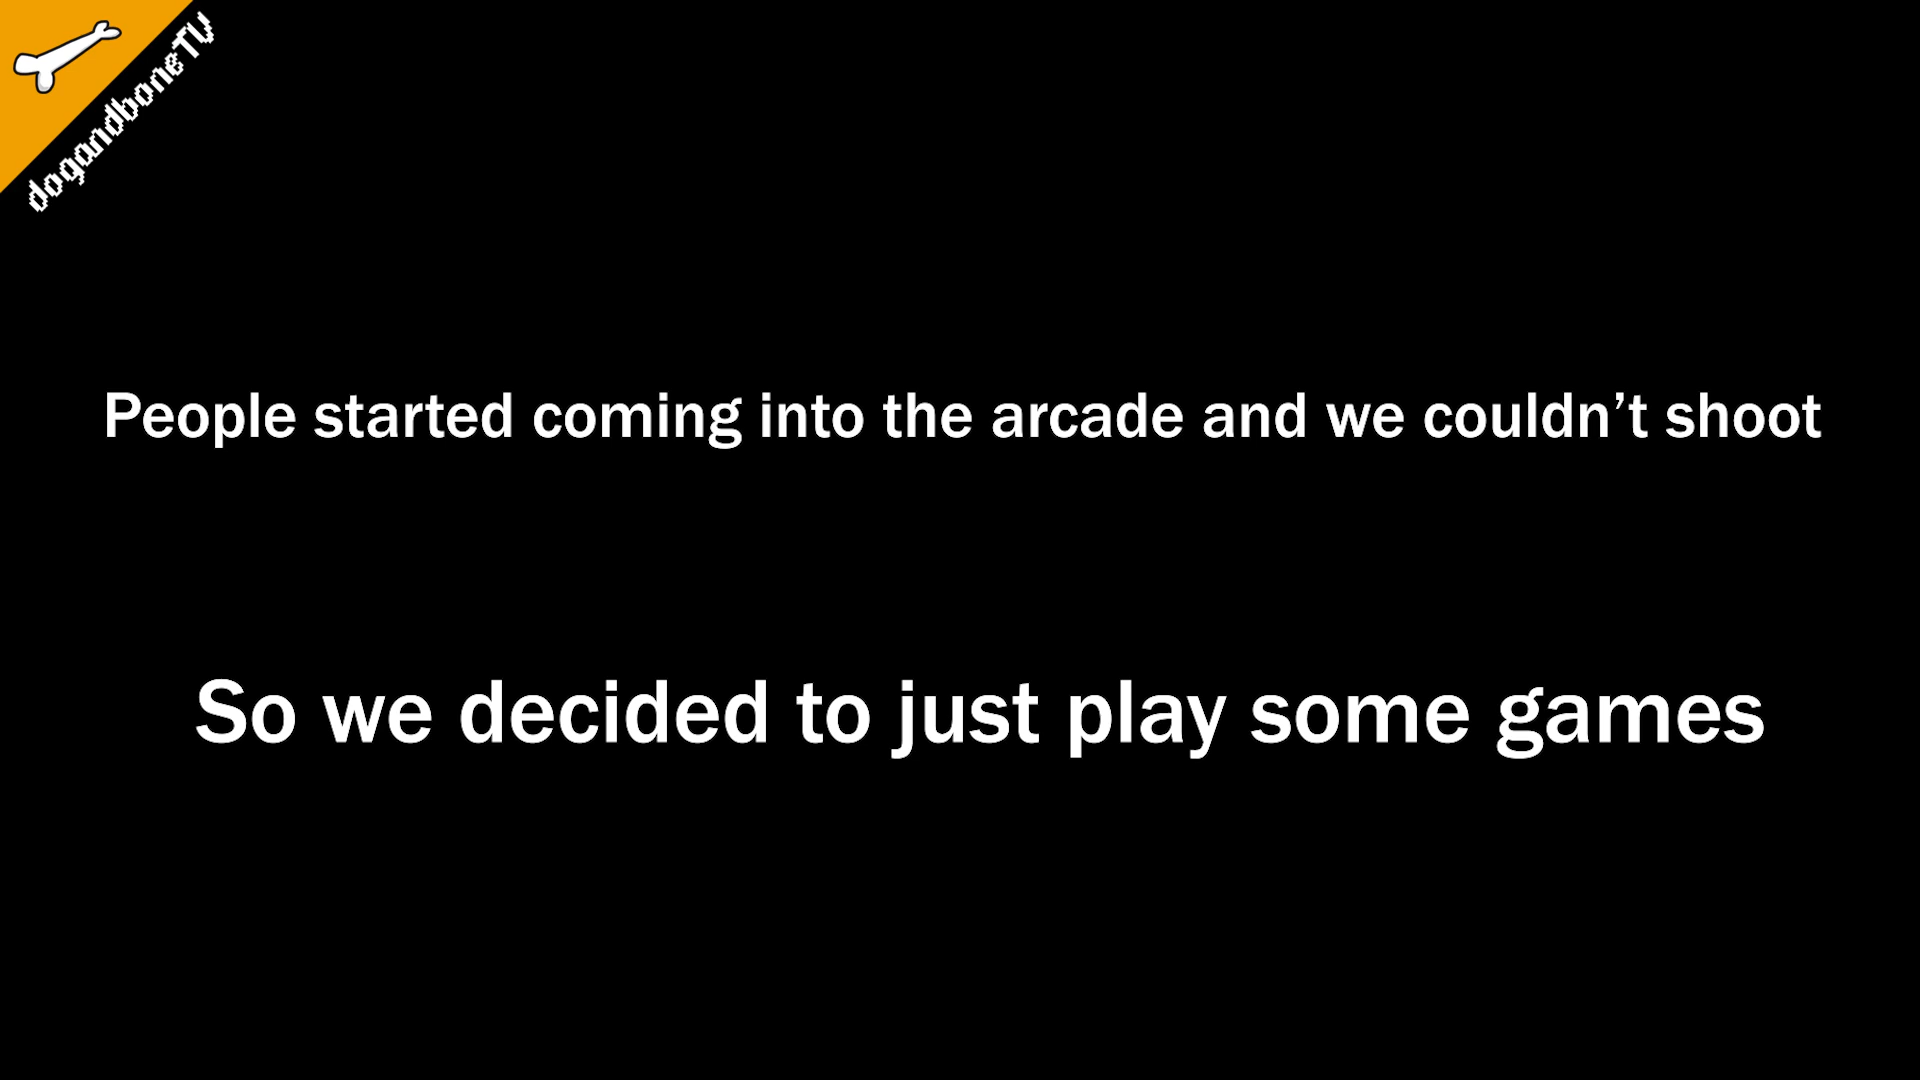 dogandboneTV
People started coming into the arcade and we couldn’t shoot
So we decided to just play some games